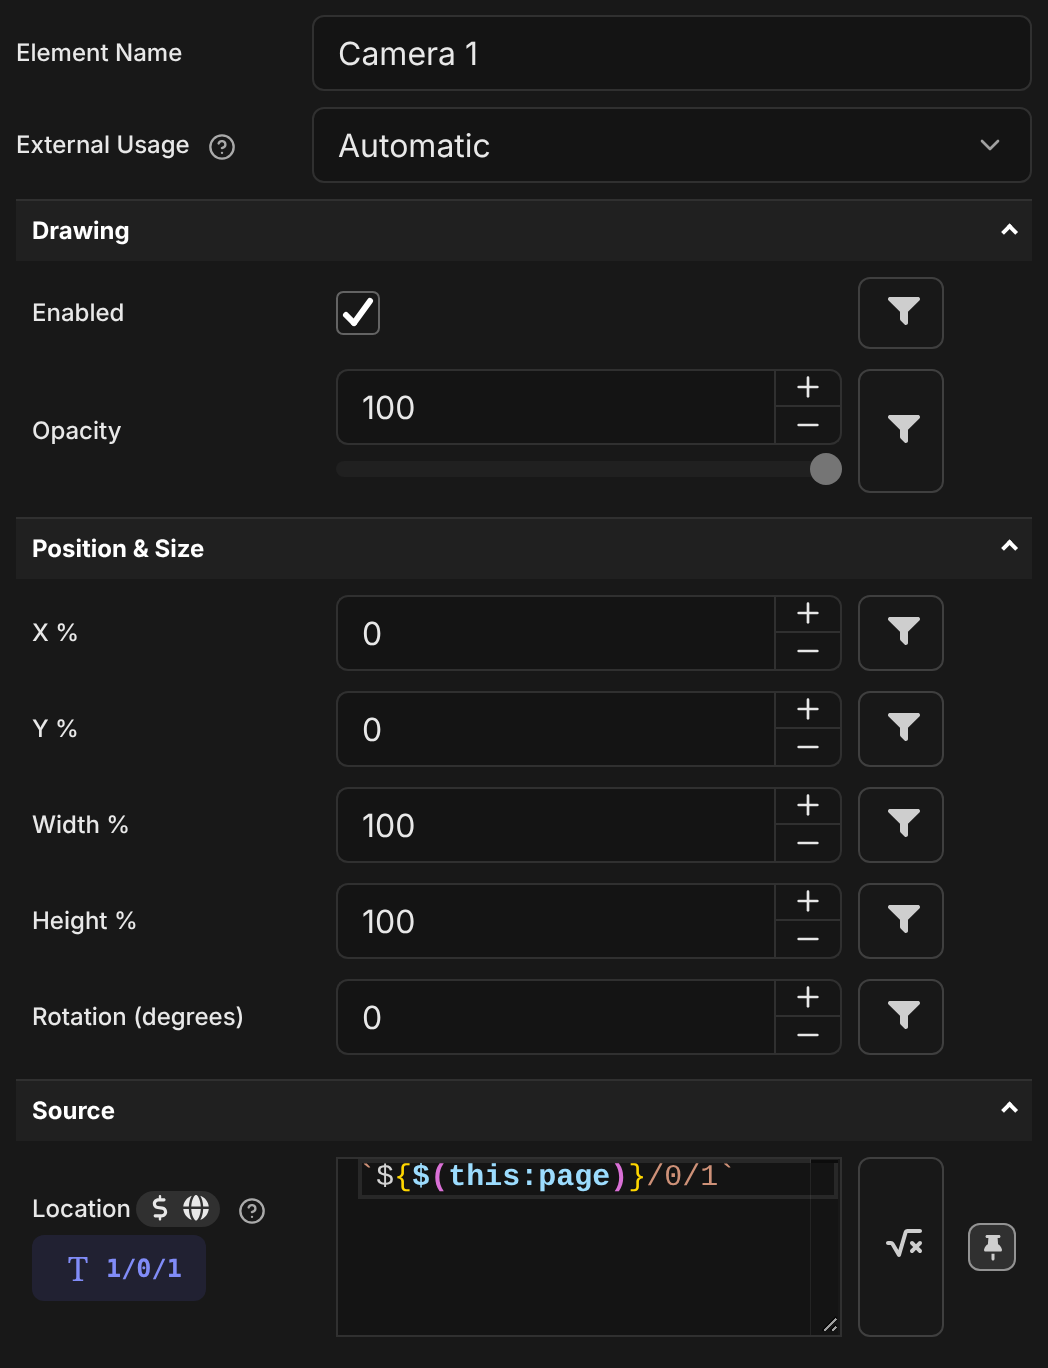 Element Name
Camera 1
External Usage
Automatic
Drawing
Enabled
Opacity
100
Position & Size
X %
0
Y %
0
Width %
100
Height %
100
Rotation (degrees)
0
Source
Location $
`${$(this:page)}/0/1`
T 1/0/1